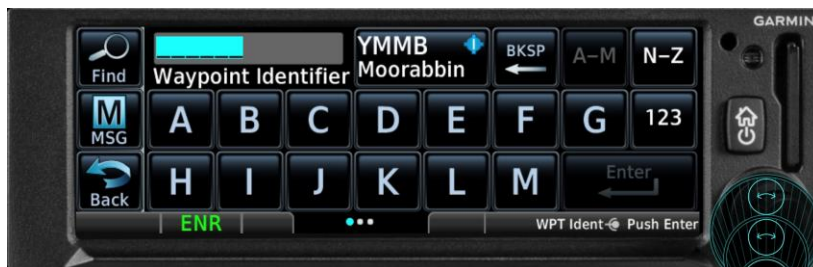 GARMIN
YMMB
BKSP
A-M
N-Z
Find
Waypoint Identifier
Moorabbin
M
MSG
A B C D E F G
123
Back
H I J K L M
Enter
ENR
WPT Ident
Push Enter